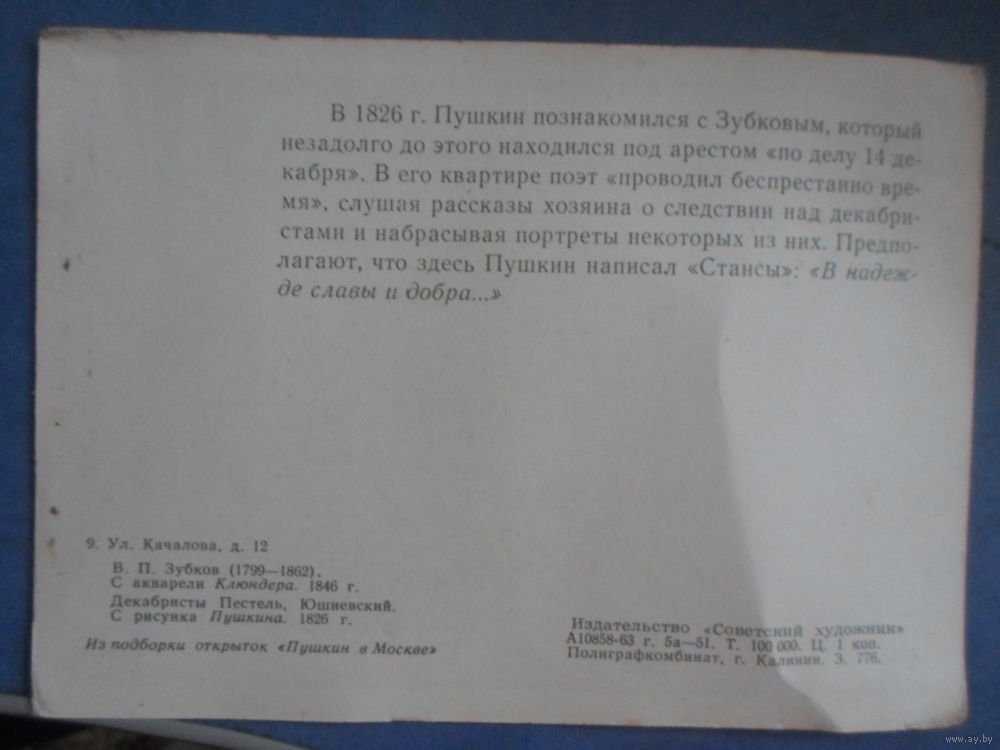 В 1826 г. Пушкин познакомился с Зубковым, который
незадолго до этого находился под арестом «по делу 14 де-
кабря». В его квартире поэт «проводил беспрестанно вре-
мя», слушая рассказы хозяина о следствии над декабри-
стами и набрасывая портреты некоторых из них. Предпо-
лагают, что здесь Пушкин написал «Стансы»: «В надеж-
де славы и добра...»
9. Ул. Качалова, д. 12
В. П. Зубков (1799—1862).
С акварели Клюндера. 1846 г.
Декабристы Пестель, Юшневский.
С рисунка Пушкина. 1826 г.
Из подборки открыток «Пушкин в Москве»
Издательство «Советский художник»
А10858-63 г. 5а—51. Т. 100 000. Ц. 1 коп.
Полиграфкомбинат, г. Калинин. З. 776.
www.ay.by